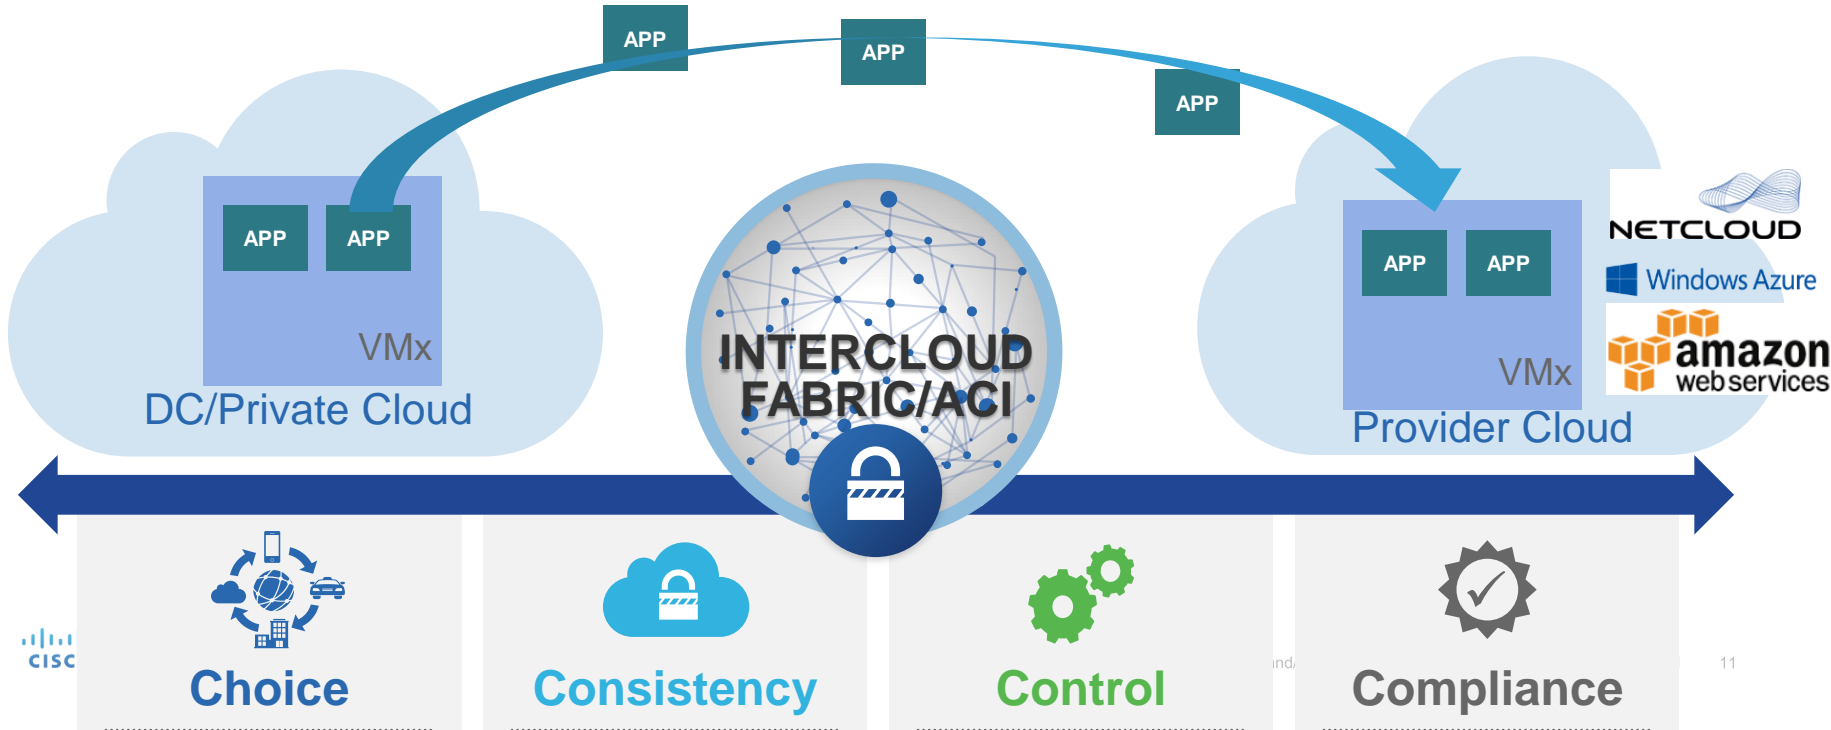 APP
APP
APP
APP
APP
VMx
DC/Private Cloud
INTERCLOUD
FABRIC/ACI
APP
APP
VMx
Provider Cloud
NETCLOUD
Windows Azure
amazon
web services
Choice
Consistency
Control
Compliance
CISC
11